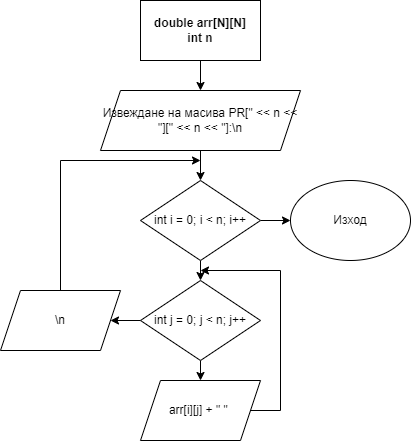 double arr[N][N]
int n
Извеждане на масива PR[" << n <<
"][" << n << "]:\n
int i = 0; i < n; i++
Изход
int j = 0; j < n; j++
\n
arr[i][j] + " "